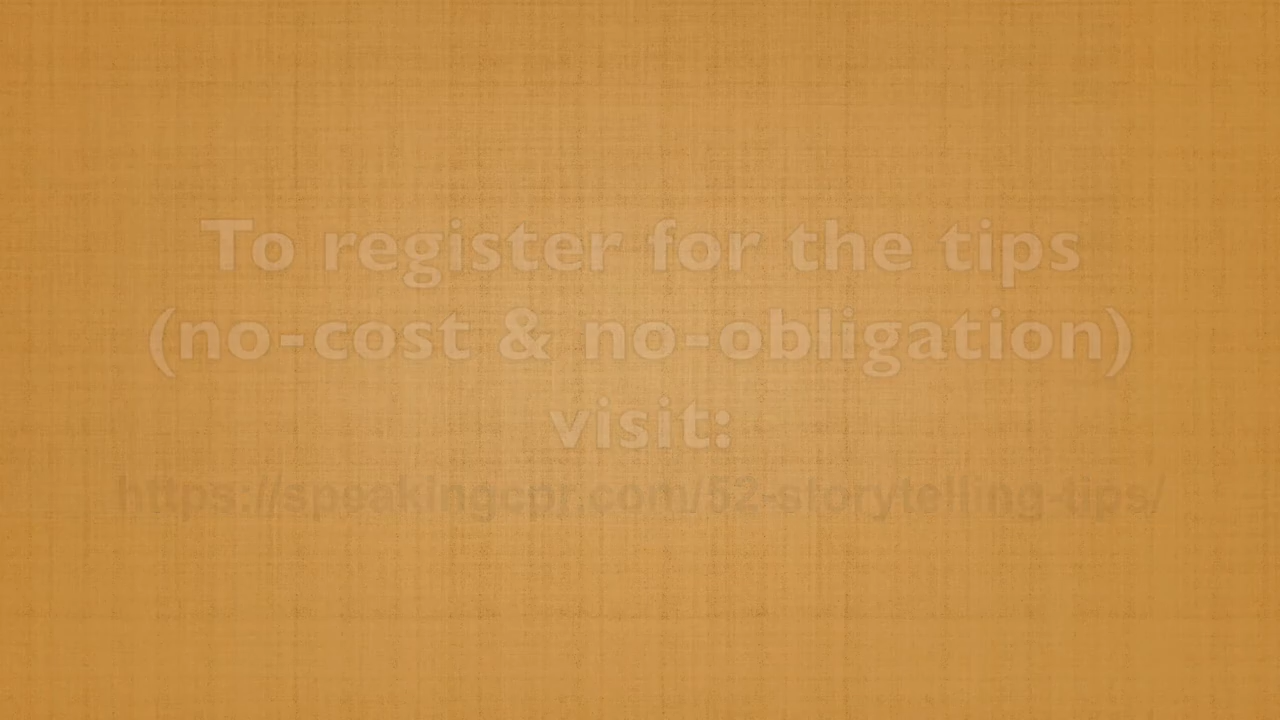 To register for the tips
(no-cost & no-obligation)
visit:
https://speakingcpr.com/52-storytelling-tips/